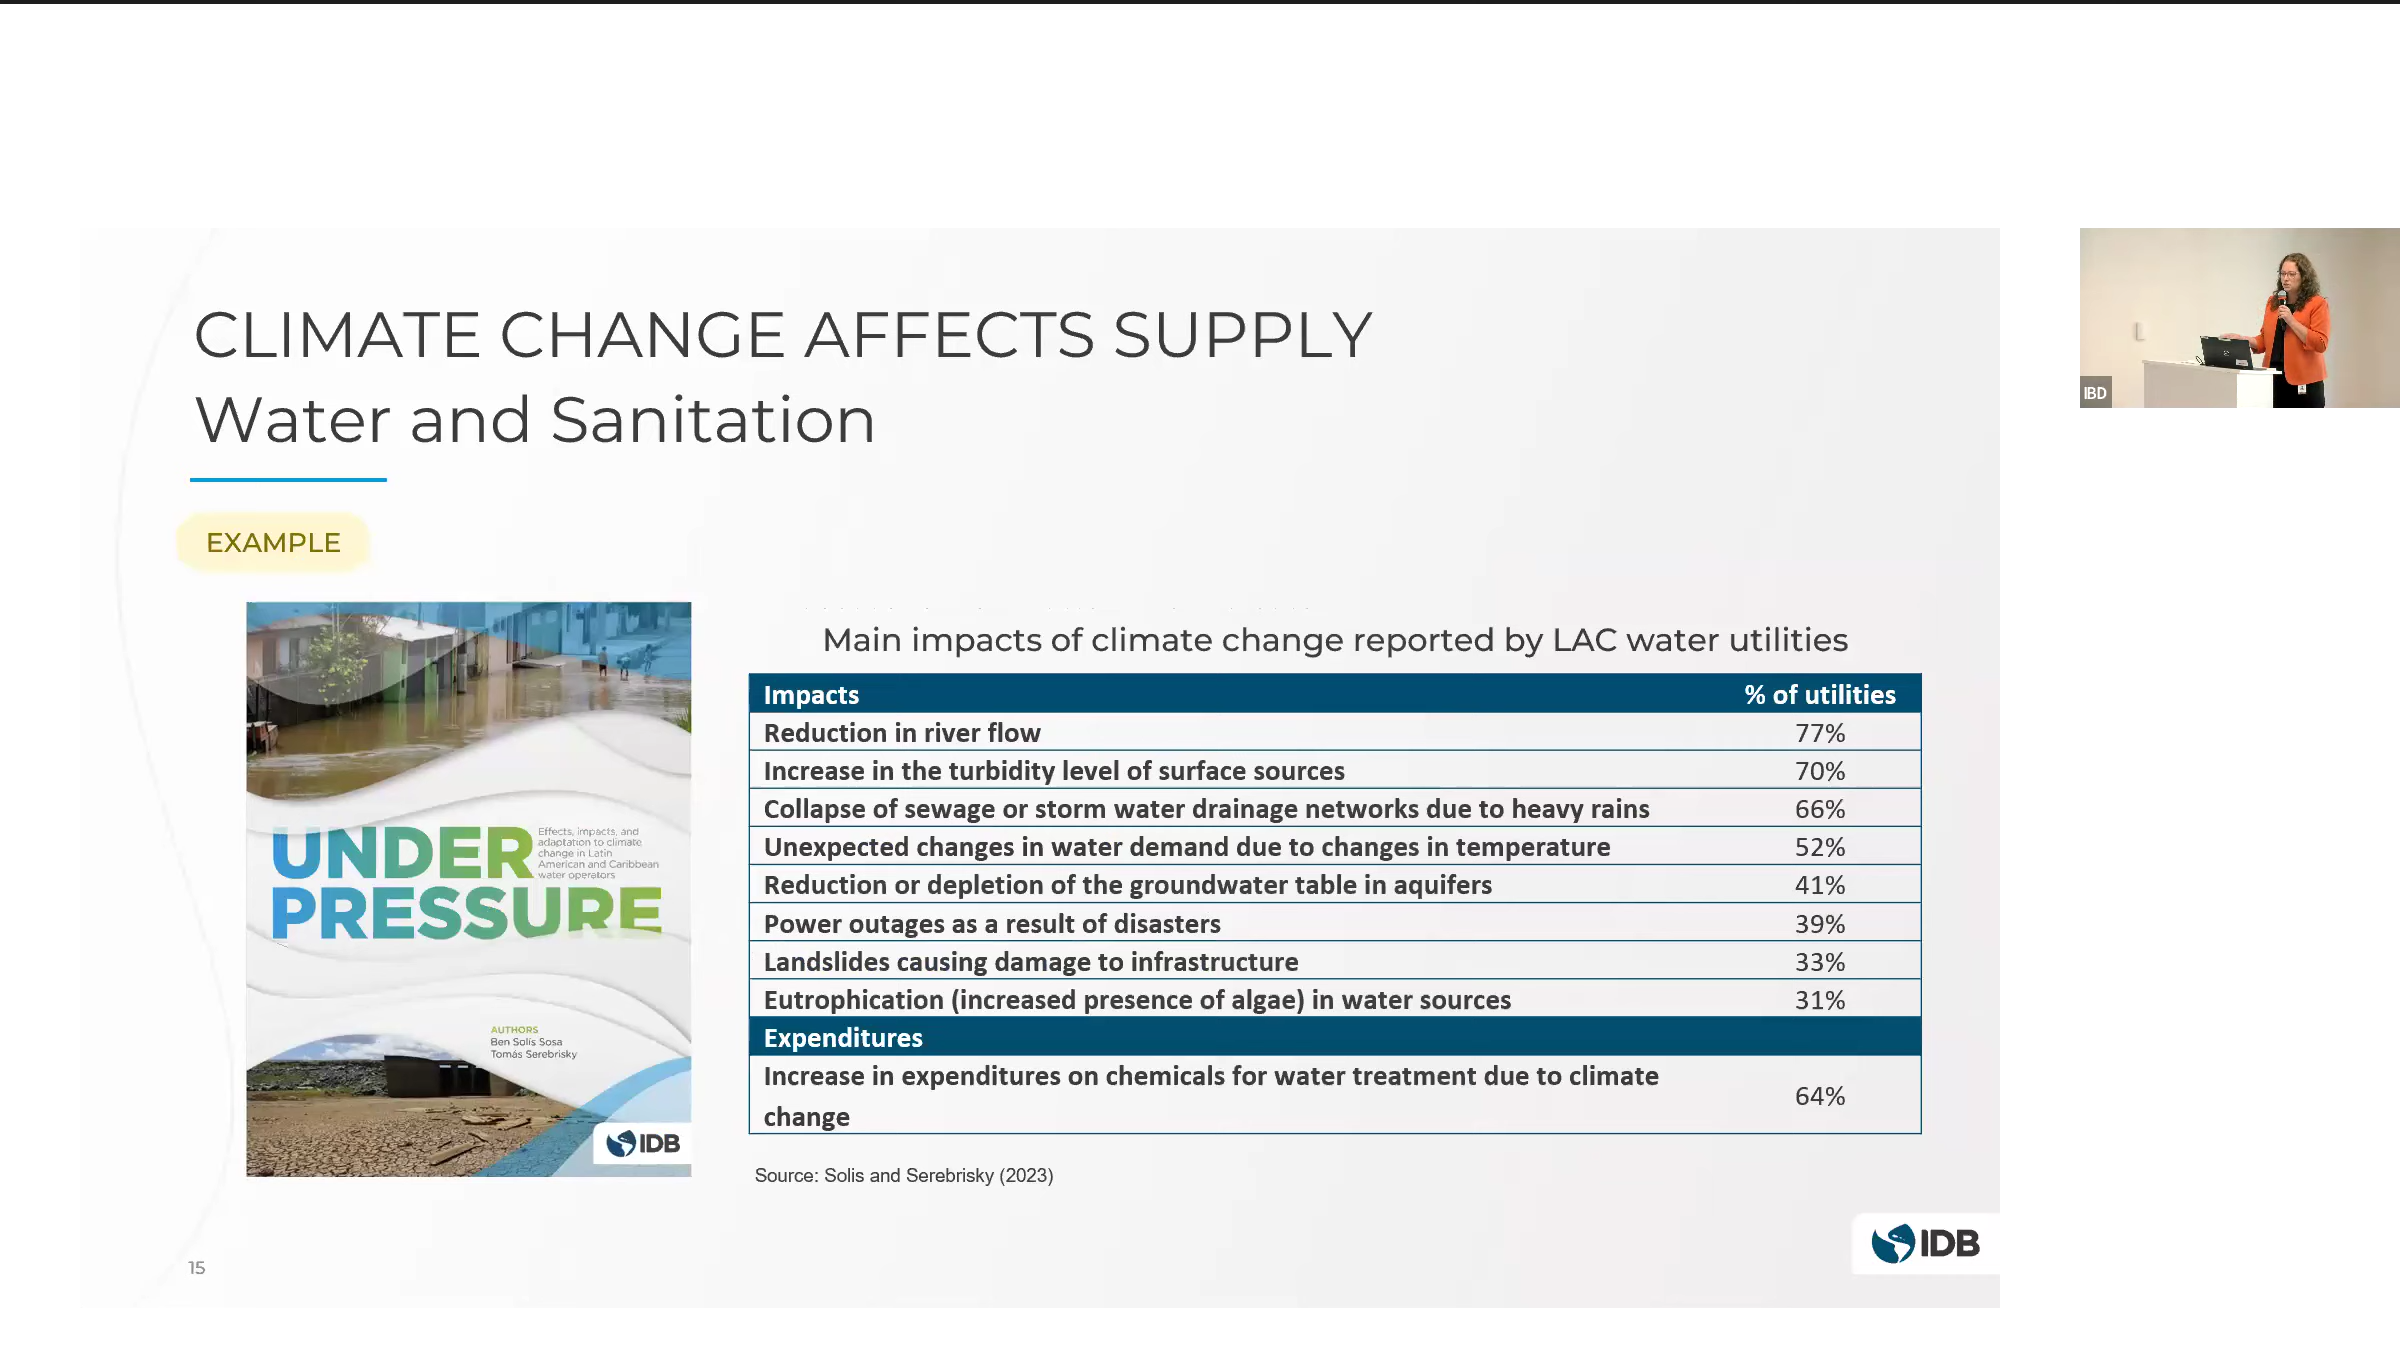 CLIMATE CHANGE AFFECTS SUPPLY
Water and Sanitation
EXAMPLE
UNDER
PRESSURE
Effects, impacts, and
adaptation to climate
change in Latin
American and Caribbean
water operators
AUTHORS
Ben Solís Sosa
Tomás Serebrisky
IDB
Main impacts of climate change reported by LAC water utilities
Impacts % of utilities
Reduction in river flow 77%
Increase in the turbidity level of surface sources 70%
Collapse of sewage or storm water drainage networks due to heavy rains 66%
Unexpected changes in water demand due to changes in temperature 52%
Reduction or depletion of the groundwater table in aquifers 41%
Power outages as a result of disasters 39%
Landslides causing damage to infrastructure 33%
Eutrophication (increased presence of algae) in water sources 31%
Expenditures
Increase in expenditures on chemicals for water treatment due to climate
change 64%
Source: Solis and Serebrisky (2023)
15
IDB
IBD